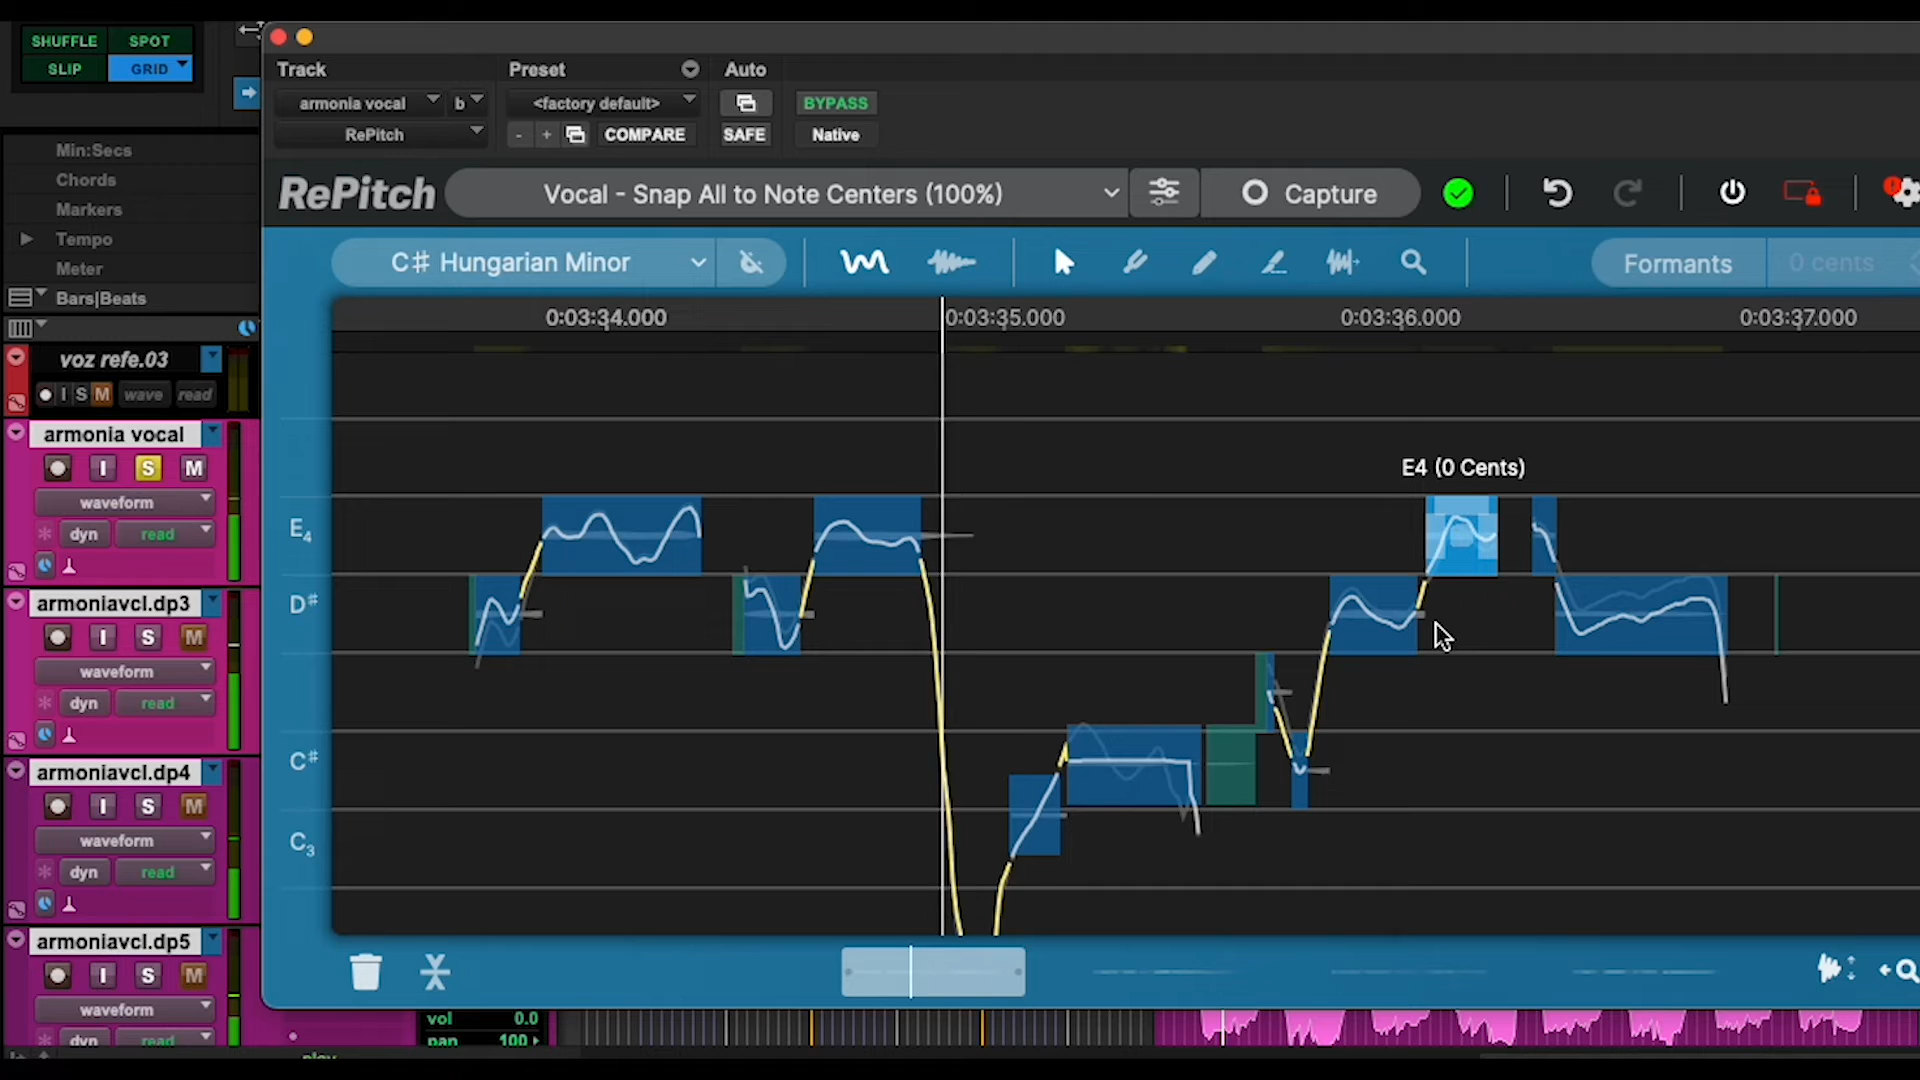 SHUFFLE SPOT
SLIP GRID
Track Preset Auto
armonia vocal b <factory default> BYPASS
RePitch - + COMPARE SAFE Native
Min:Secs
Chords
Markers
Tempo
Meter
Bars|Beats
RePitch Vocal - Snap All to Note Centers (100%) Capture
C# Hungarian Minor Formants 0 cents
0:03:34.000 0:03:35.000 0:03:36.000 0:03:37.000
voz refe.03
I S M wave read
armonia vocal
I S M
waveform
dyn read
E4 (0 Cents)
E4
D#
C#
C3
armoniavcl.dp3
I S M
waveform
dyn read
armoniavcl.dp4
I S M
waveform
dyn read
armoniavcl.dp5
I S M
waveform
dyn read
vol 0.0
pan 100
play